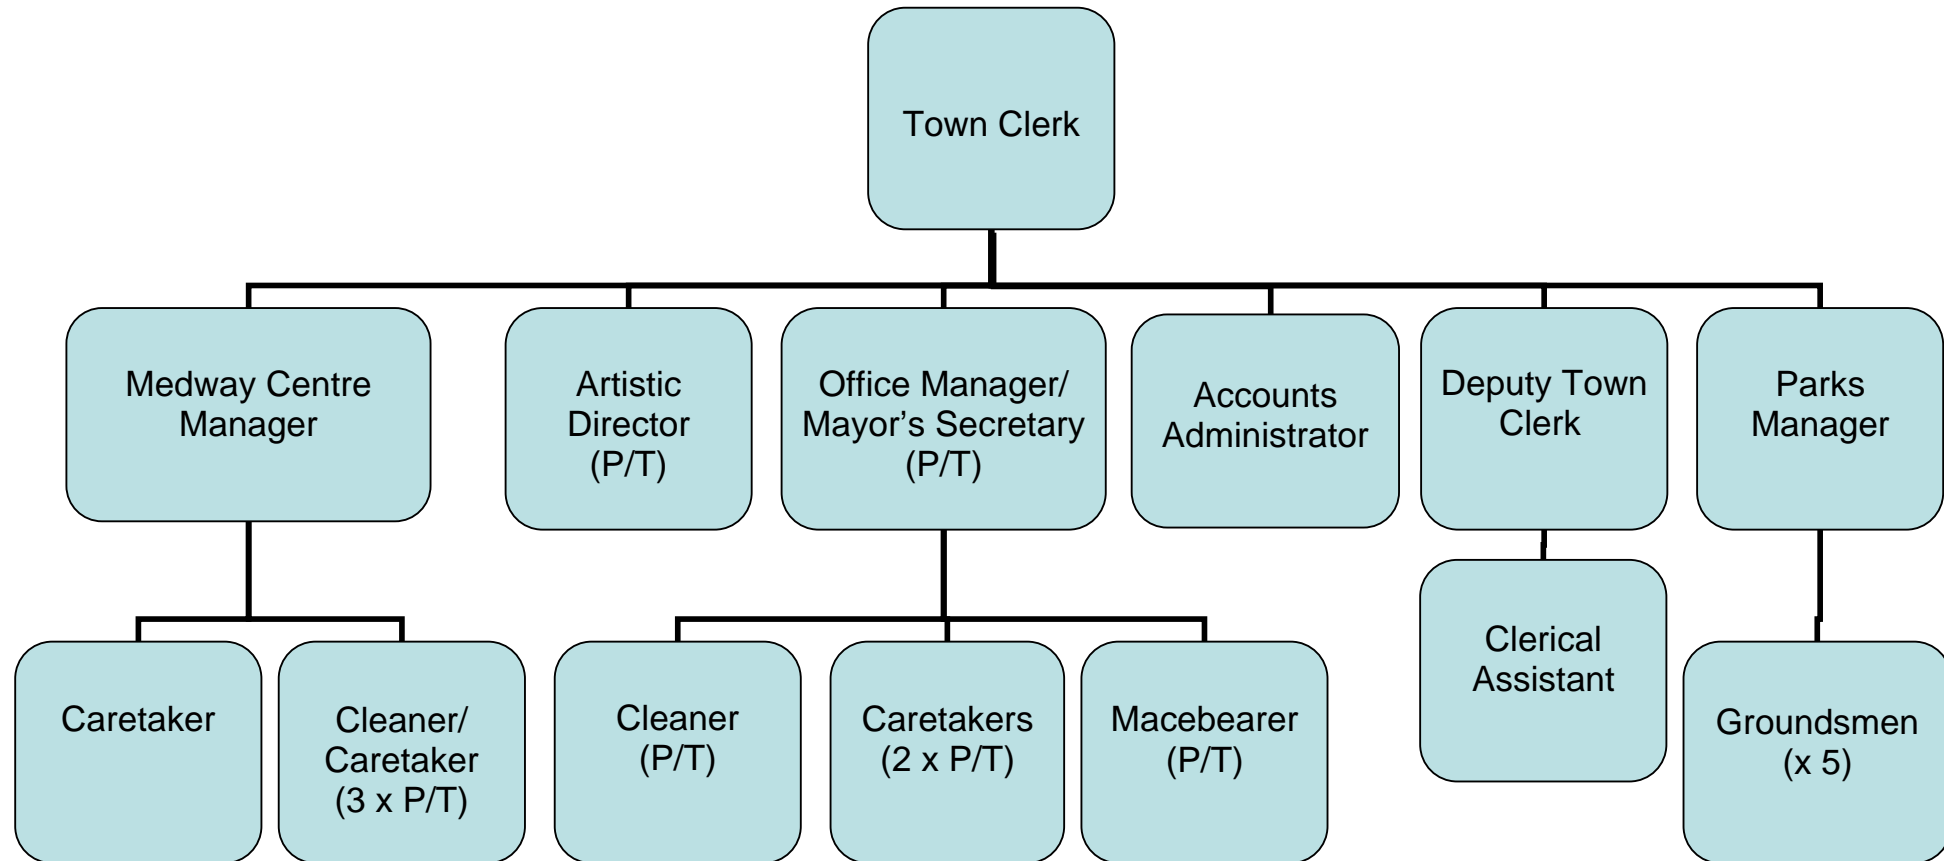 Town Clerk
Medway Centre
Manager
Artistic
Director
(P/T)
Office Manager/
Mayor’s Secretary
(P/T)
Accounts
Administrator
Deputy Town
Clerk
Parks
Manager
Caretaker
Cleaner/
Caretaker
(3 x P/T)
Cleaner
(P/T)
Caretakers
(2 x P/T)
Macebearer
(P/T)
Clerical
Assistant
Groundsmen
(x 5)